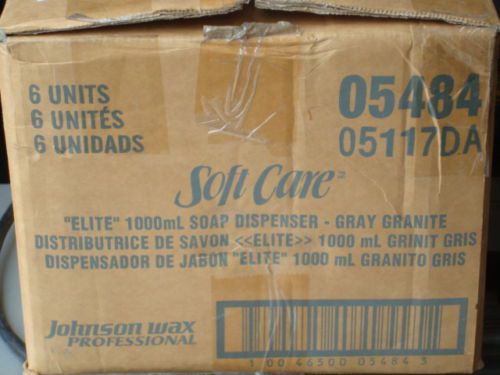 6 UNITS
6 UNITÉS
6 UNIDADS
05484
05117DA
Soft Care
"ELITE" 1000mL SOAP DISPENSER - GRAY GRANITE
DISTRIBUTRICE DE SAVON <<ELITE>> 1000 mL GRINIT GRIS
DISPENSADOR DE JABON "ELITE" 1000 mL GRANITO GRIS
Johnson wax
PROFESSIONAL
1 00 46500 05484 3